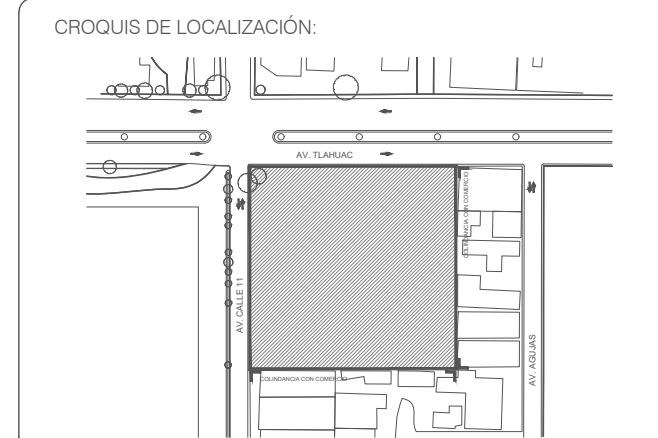 CROQUIS DE LOCALIZACIÓN:
AV. TLAHUAC
COLINDANCIA CON COMERCIO
AV. CALLE 11
AV. AGUJAS
COLINDANCIA CON COMERCIO